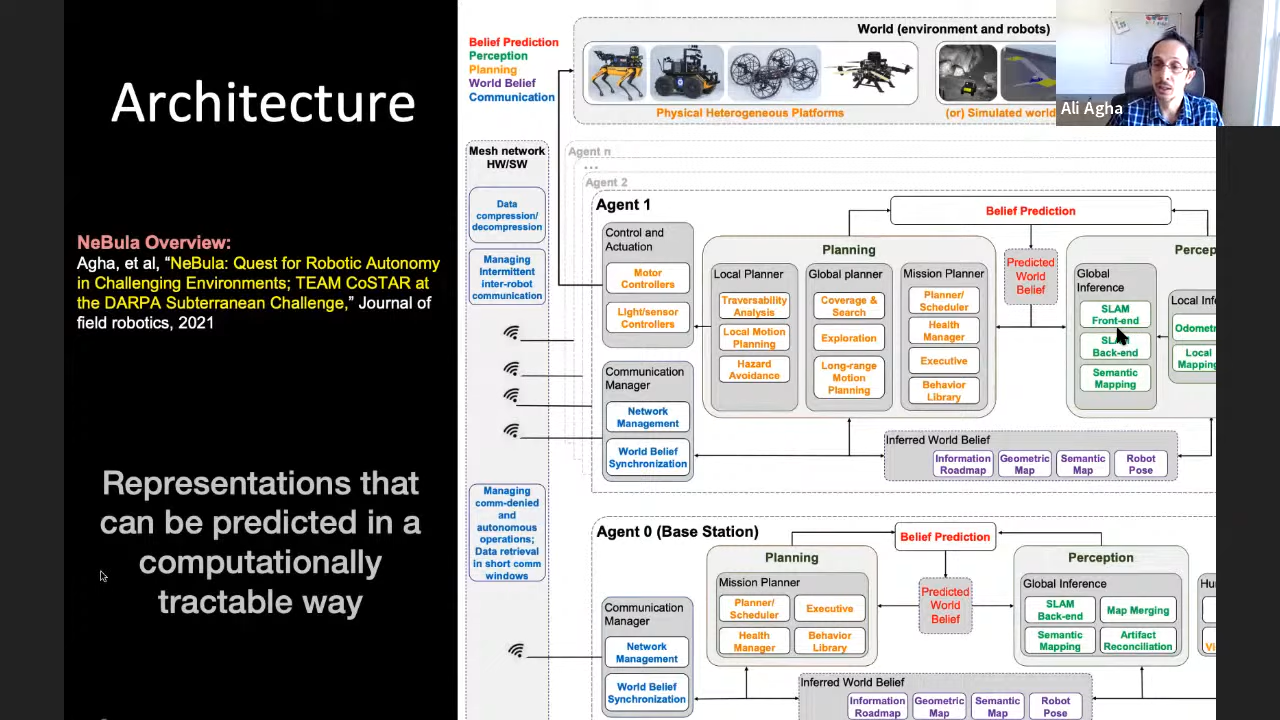 Architecture
NeBula Overview:
Agha, et al, “NeBula: Quest for Robotic Autonomy
in Challenging Environments; TEAM CoSTAR at
the DARPA Subterranean Challenge,” Journal of
field robotics, 2021
Representations that
can be predicted in a
computationally
tractable way
Belief Prediction
Perception
Planning
World Belief
Communication
World (environment and robots)
Physical Heterogeneous Platforms
(or) Simulated world
Ali Agha
Mesh network
HW/SW
Data
compression/
decompression
Managing
Intermittent
inter-robot
communication
Managing
comm-denied
and
autonomous
operations;
Data retrieval
in short comm
windows
Agent n
...
Agent 2
Agent 1
Belief Prediction
Control and
Actuation
Motor
Controllers
Light/sensor
Controllers
Communication
Manager
Network
Management
World Belief
Synchronization
Planning
Local Planner
Traversability
Analysis
Local Motion
Planning
Hazard
Avoidance
Global planner
Coverage &
Search
Exploration
Long-range
Motion
Planning
Mission Planner
Planner/
Scheduler
Health
Manager
Executive
Behavior
Library
Predicted
World
Belief
Global
Inference
SLAM
Front-end
SLAM
Back-end
Semantic
Mapping
Local
Mapping
Inferred World Belief
Information
Roadmap
Geometric
Map
Semantic
Map
Robot
Pose
Agent 0 (Base Station)
Belief Prediction
Planning
Mission Planner
Planner/
Scheduler
Executive
Health
Manager
Behavior
Library
Predicted
World
Belief
Perception
Global Inference
SLAM
Back-end
Map Merging
Semantic
Mapping
Artifact
Reconciliation
Communication
Manager
Network
Management
World Belief
Synchronization
Inferred World Belief
Information
Roadmap
Geometric
Map
Semantic
Map
Robot
Pose